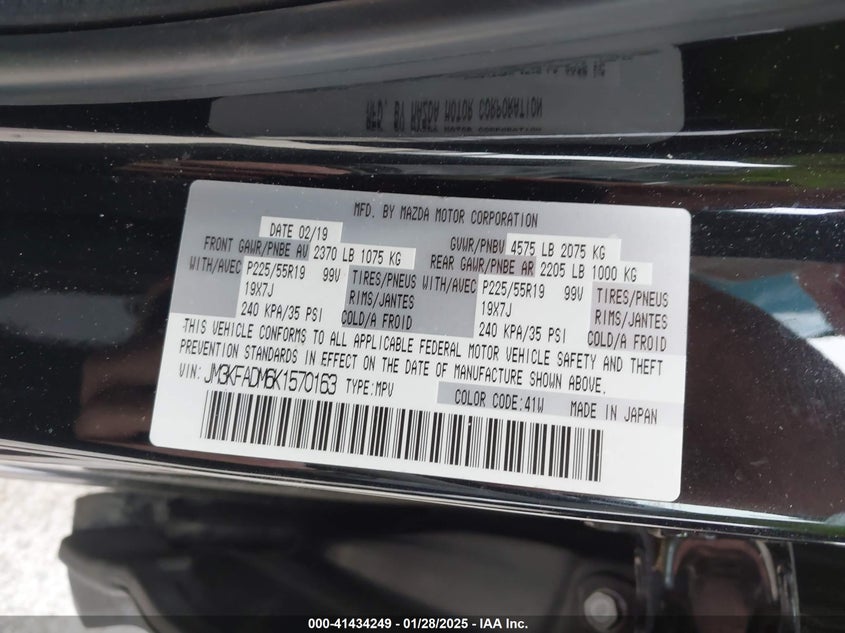 MFD. BY MAZDA MOTOR CORPORATION
DATE 02/19 GVWR/PNBV 4575 LB 2075 KG
FRONT GAWR/PNBE AV 2370 LB 1075 KG REAR GAWR/PNBE AR 2205 LB 1000 KG
WITH/AVEC P225/55R19 99V TIRES/PNEUS WITH/AVEC P225/55R19 99V TIRES/PNEUS
19X7J RIMS/JANTES 19X7J RIMS/JANTES
240 KPA/35 PSI COLD/A FROID 240 KPA/35 PSI COLD/A FROID
THIS VEHICLE CONFORMS TO ALL APPLICABLE FEDERAL MOTOR VEHICLE SAFETY AND THEFT
PREVENTION STANDARDS IN EFFECT ON THE DATE OF MANUFACTURE SHOWN ABOVE.
VIN: JM3KFADM6K1570163 TYPE:MPV
COLOR CODE:41W MADE IN JAPAN
000-41434249 - 01/28/2025 - IAA Inc.